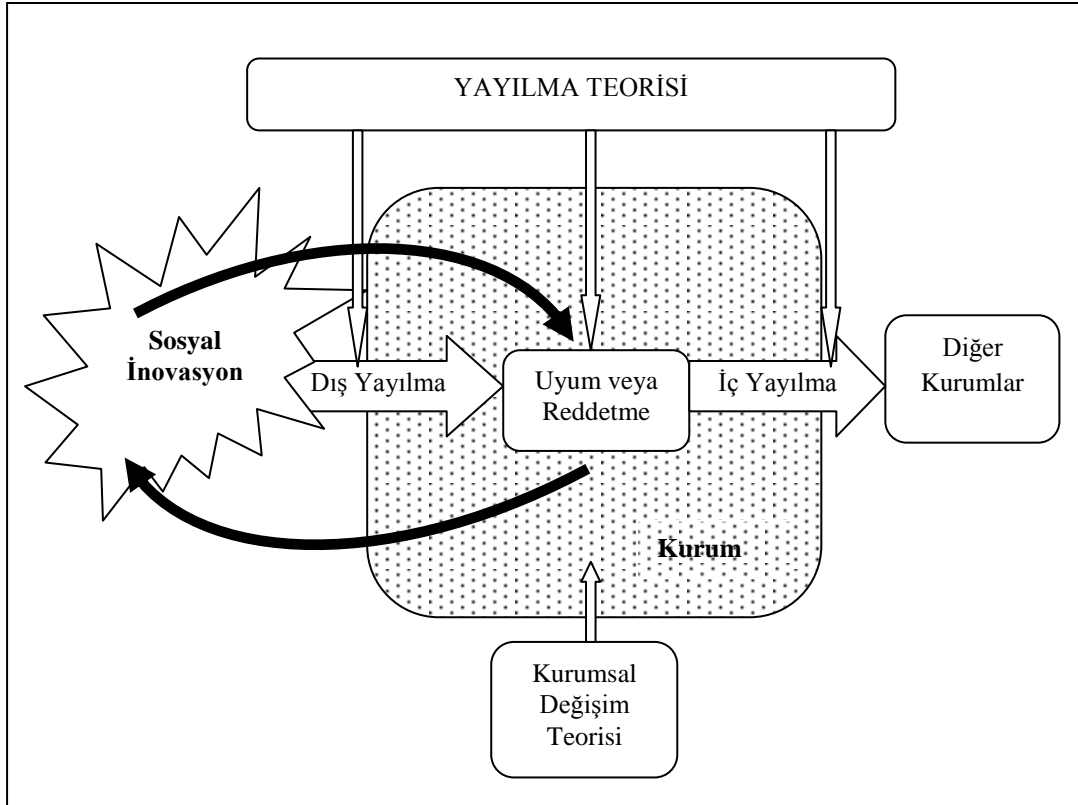 YAYILMA TEORİSİ
Sosyal
İnovasyon
Dış Yayılma
Uyum veya
Reddetme
İç Yayılma
Diğer
Kurumlar
Kurum
Kurumsal
Değişim
Teorisi